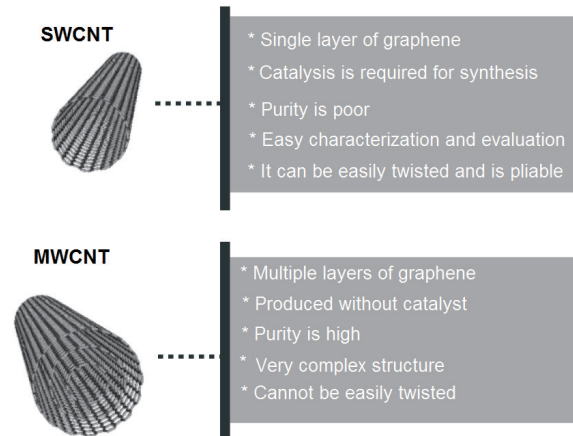 SWCNT
* Single layer of graphene
* Catalysis is required for synthesis
* Purity is poor
* Easy characterization and evaluation
* It can be easily twisted and is pliable
MWCNT
* Multiple layers of graphene
* Produced without catalyst
* Purity is high
* Very complex structure
* Cannot be easily twisted